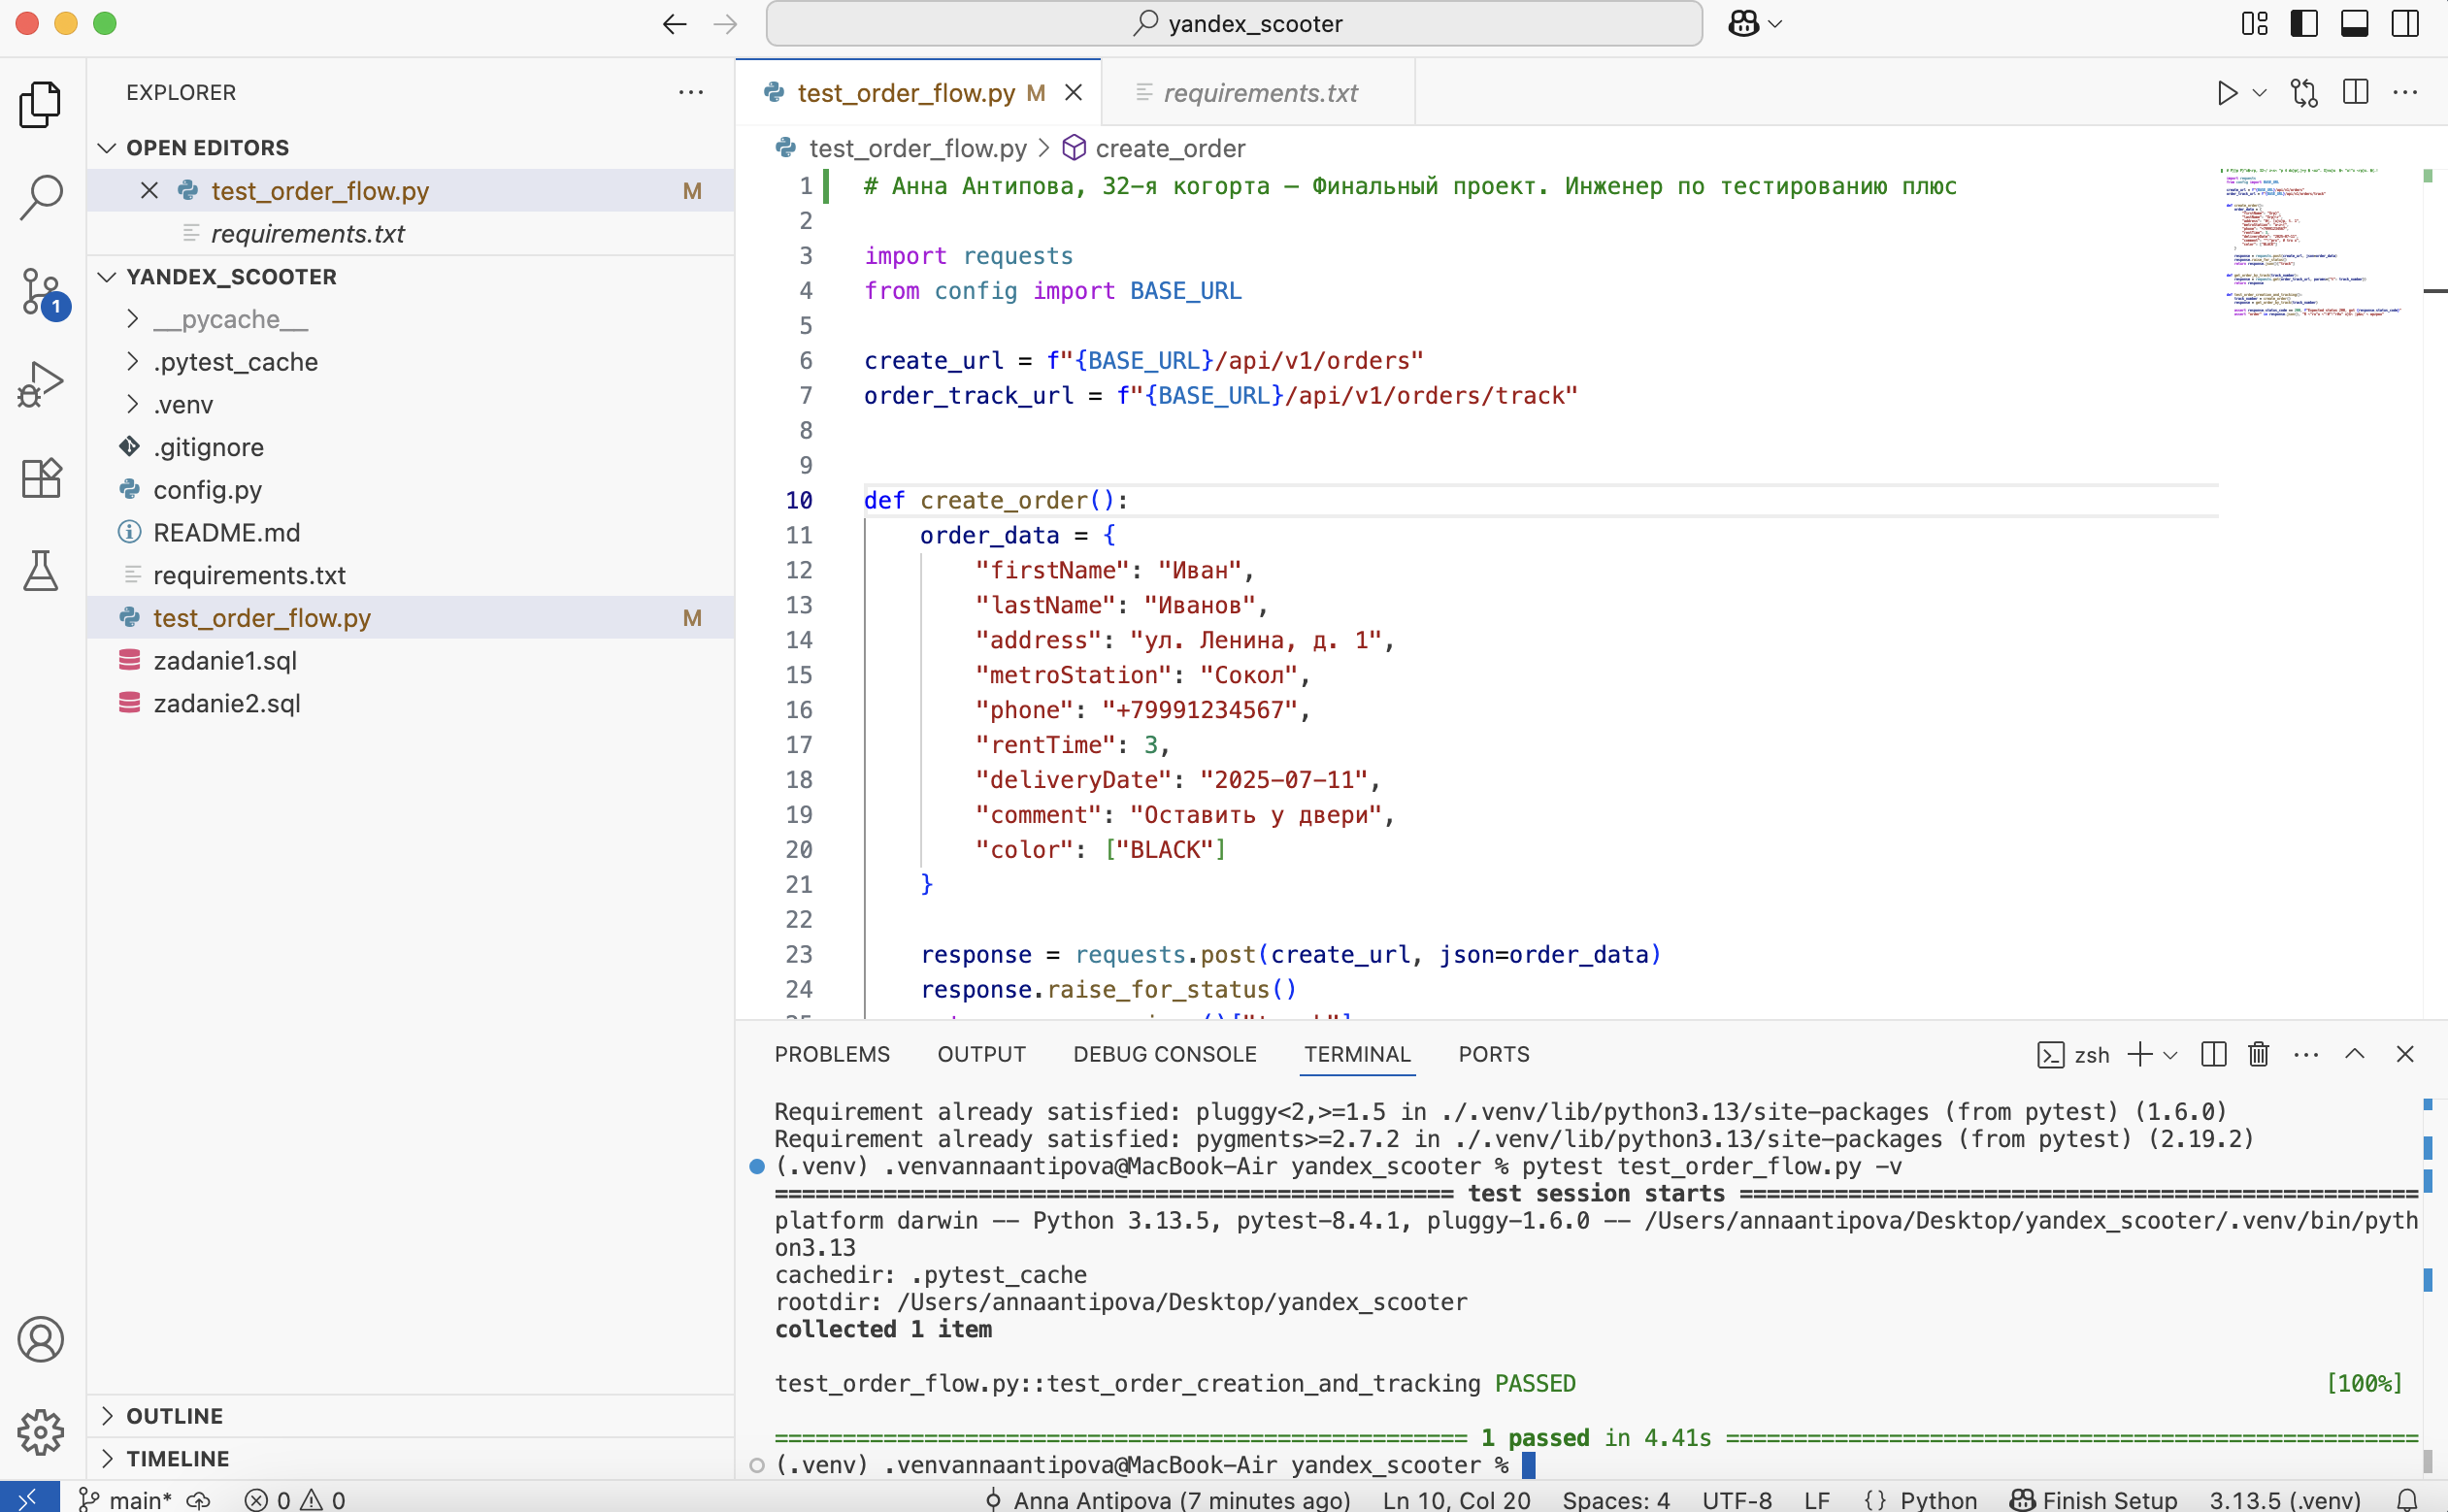 yandex_scooter
EXPLORER
OPEN EDITORS
test_order_flow.py M
requirements.txt
YANDEX_SCOOTER
__pycache__
.pytest_cache
.venv
.gitignore
config.py
README.md
requirements.txt
test_order_flow.py M
zadanie1.sql
zadanie2.sql
OUTLINE
TIMELINE
1
test_order_flow.py M
requirements.txt
test_order_flow.py > create_order
1 # Анна Антипова, 32-я когорта — Финальный проект. Инженер по тестированию плюс
2
3 import requests
4 from config import BASE_URL
5
6 create_url = f"{BASE_URL}/api/v1/orders"
7 order_track_url = f"{BASE_URL}/api/v1/orders/track"
8
9
10 def create_order():
11 order_data = {
12 "firstName": "Иван",
13 "lastName": "Иванов",
14 "address": "ул. Ленина, д. 1",
15 "metroStation": "Сокол",
16 "phone": "+79991234567",
17 "rentTime": 3,
18 "deliveryDate": "2025-07-11",
19 "comment": "Оставить у двери",
20 "color": ["BLACK"]
21 }
22
23 response = requests.post(create_url, json=order_data)
24 response.raise_for_status()
PROBLEMS OUTPUT DEBUG CONSOLE TERMINAL PORTS
zsh
Requirement already satisfied: pluggy<2,>=1.5 in ./.venv/lib/python3.13/site-packages (from pytest) (1.6.0)
Requirement already satisfied: pygments>=2.7.2 in ./.venv/lib/python3.13/site-packages (from pytest) (2.19.2)
(.venv) .venvannaantipova@MacBook-Air yandex_scooter % pytest test_order_flow.py -v
================================================== test session starts ==================================================
platform darwin -- Python 3.13.5, pytest-8.4.1, pluggy-1.6.0 -- /Users/annaantipova/Desktop/yandex_scooter/.venv/bin/pyth
on3.13
cachedir: .pytest_cache
rootdir: /Users/annaantipova/Desktop/yandex_scooter
collected 1 item
test_order_flow.py::test_order_creation_and_tracking PASSED [100%]
=================================================== 1 passed in 4.41s ===================================================
(.venv) .venvannaantipova@MacBook-Air yandex_scooter %
main* 0 0 Anna Antipova (7 minutes ago) Ln 10, Col 20 Spaces: 4 UTF-8 LF {} Python Finish Setup 3.13.5 (.venv)